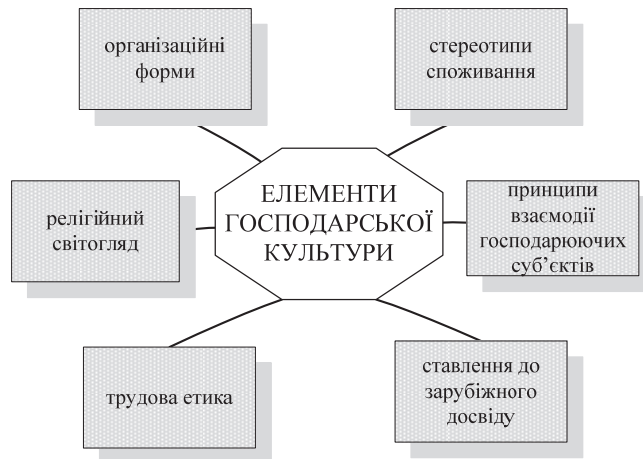 організаційні
форми
стереотипи
споживання
ЕЛЕМЕНТИ
ГОСПОДАРСЬКОЇ
КУЛЬТУРИ
релігійний
світогляд
принципи
взаємодії
господарюючих
суб’єктів
трудова етика
ставлення до
зарубіжного
досвіду